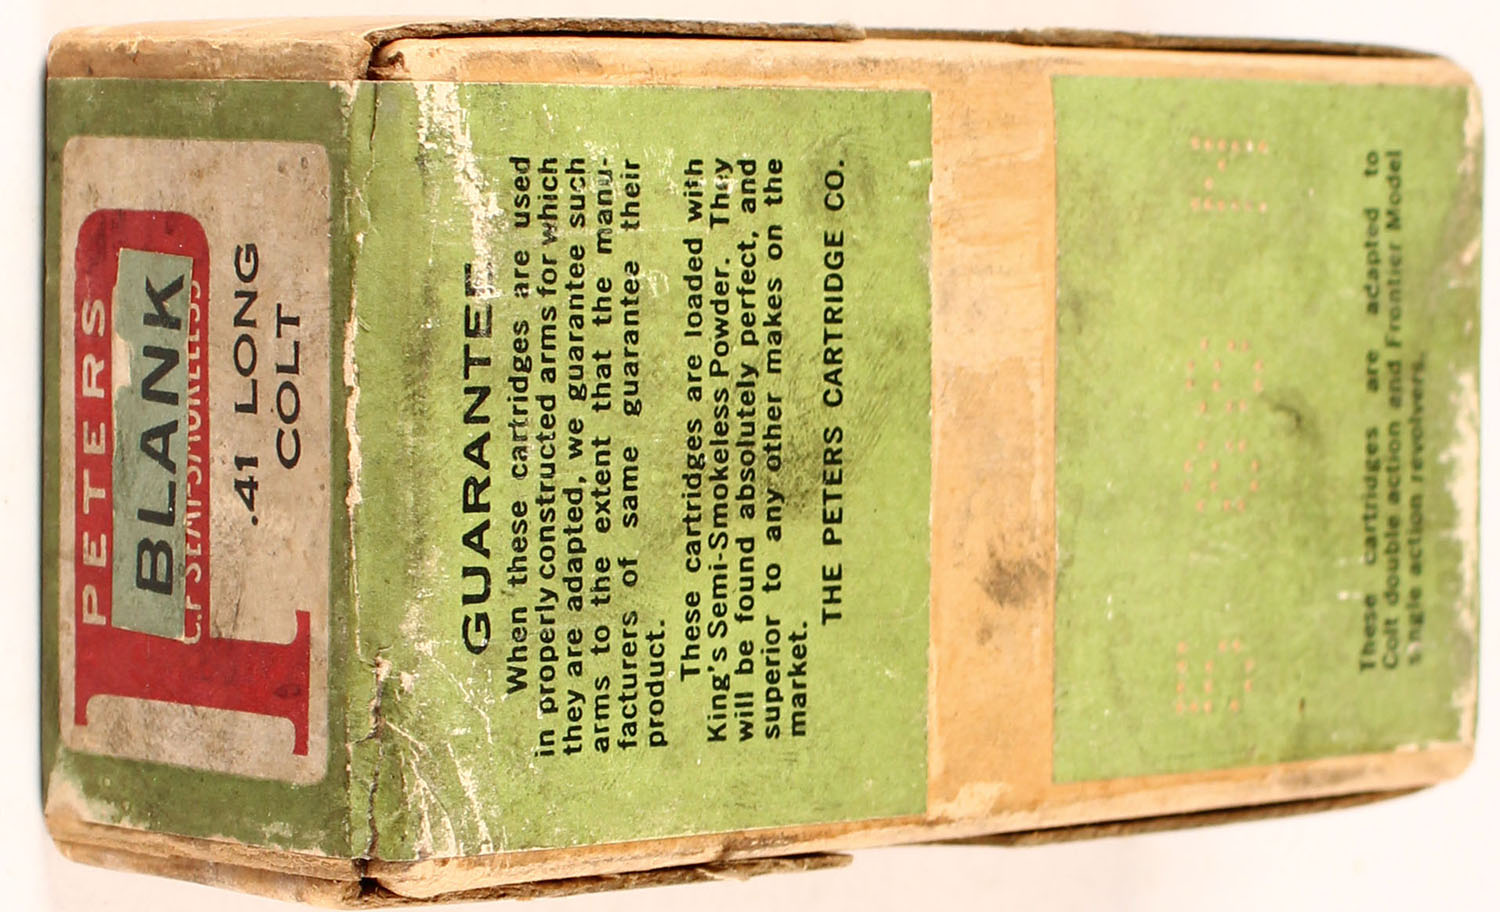 PETERS
BLANK
SEMI-SMOKELESS
.41 LONG
COLT
GUARANTEE
When these cartridges are used
in properly constructed arms for which
they are adapted, we guarantee such
arms to the extent that the manu-
facturers of same guarantee their
product.
These cartridges are loaded with
King's Semi-Smokeless Powder. They
will be found absolutely perfect, and
superior to any other makes on the
market.
THE PETERS CARTRIDGE CO.
These cartridges are adapted to
Colt double action and Frontier Model
single action revolvers.